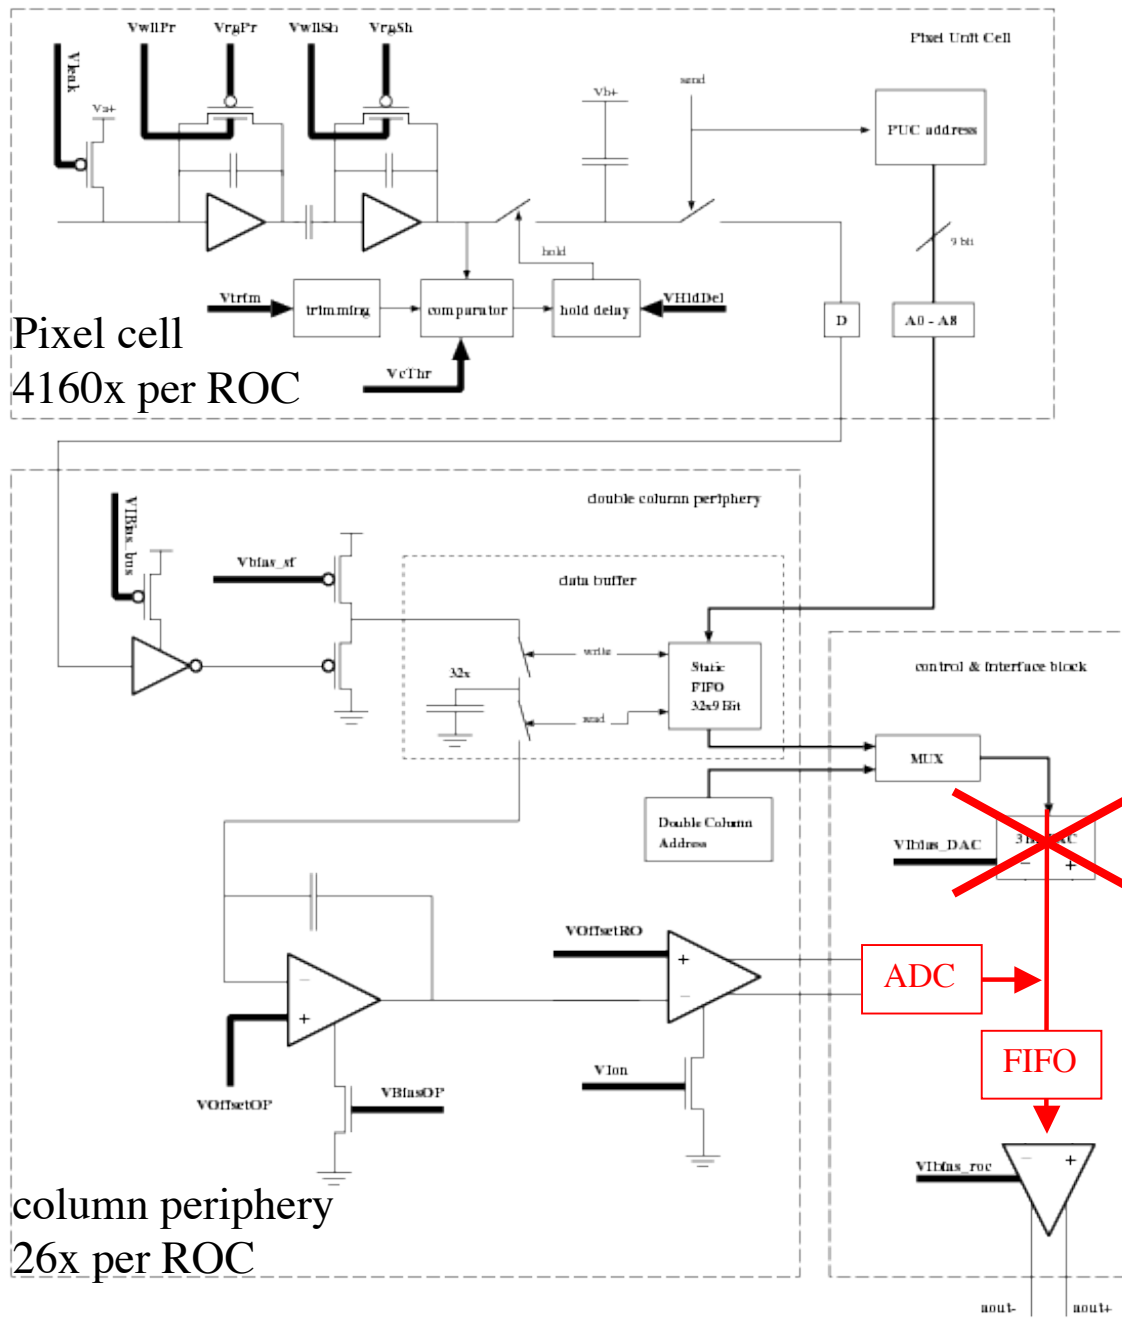 VwllPr
VrgPr
VwllSh
VrgSh
Pixel Unit Cell
Vleak
Va+
Vb+
send
PUC address
9 bit
hold
Vtrim
trimming
comparator
hold delay
VHldDel
D
A0 - A8
VcThr
Pixel cell
4160x per ROC
double column periphery
VIBias_bus
Vbias_sf
data buffer
write
32x
Static
FIFO
32x9 Bit
read
control & interface block
MUX
Double Column
Address
VIbias_DAC
- +
VOffsetRO
+
-
ADC
-
+
FIFO
VIon
VOffsetOP
VBiasOP
- +
VIbias_roc
column periphery
26x per ROC
aout-
aout+